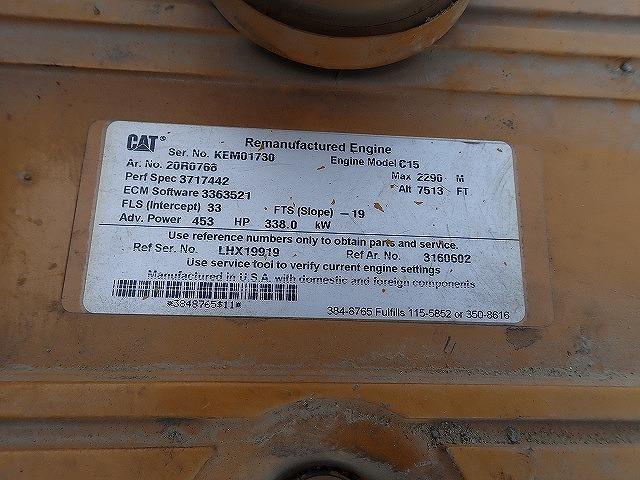 CAT® Remanufactured Engine
Ser. No. KEM01730 Engine Model C15
Ar. No. 20R0766 Max 2290 M
Perf Spec 3717442 Alt 7513 FT
ECM Software 3363521
FLS (Intercept) 33 FTS (Slope) -19
Adv. Power 453 HP 338.0 kW
Use reference numbers only to obtain parts and service.
Ref Ser. No. LHX19919 Ref Ar. No. 3160602
Use service tool to verify current engine settings
Manufactured in U.S.A. with domestic and foreign components
*3848765$11*
384-8765 Fulfills 115-5852 or 350-8616